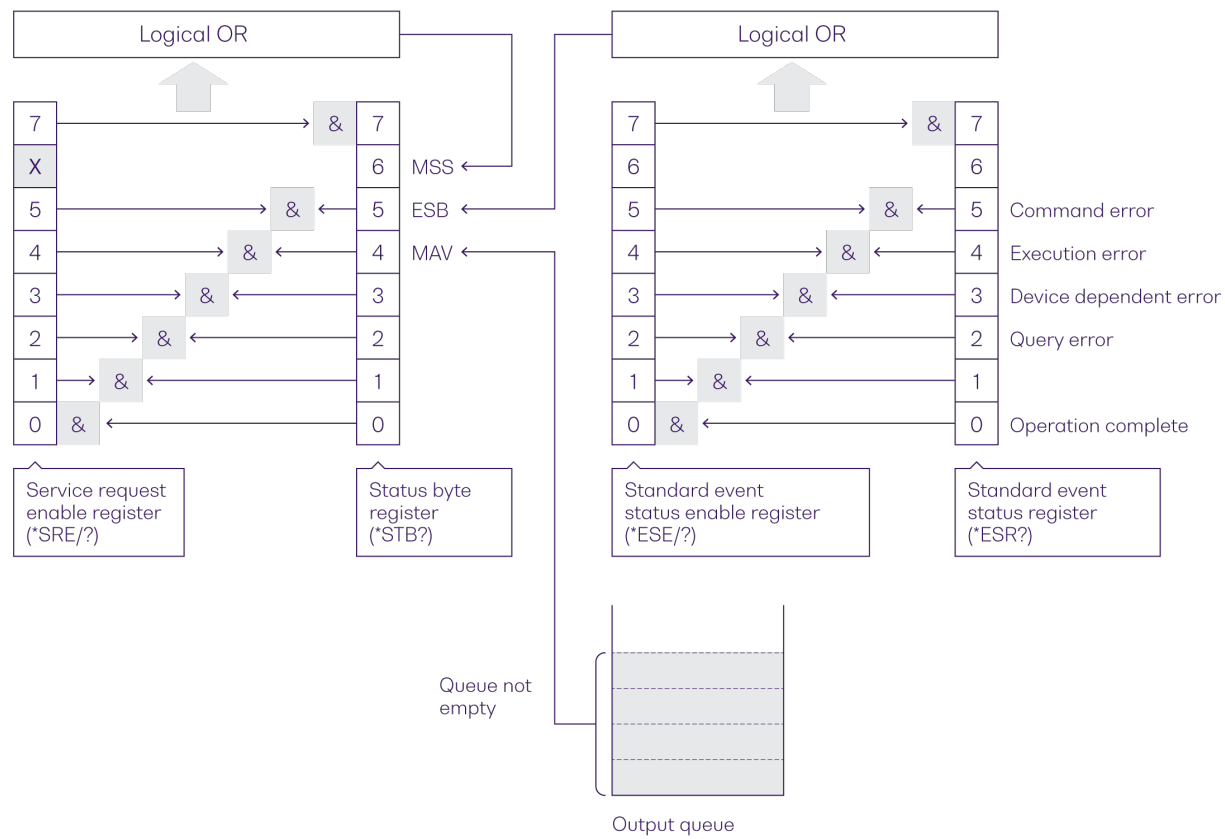 Logical OR
Logical OR
7 & 7 7 & 7
X 6 MSS 6 6
5 & 5 ESB 5 & 5 Command error
4 & 4 MAV 4 & 4 Execution error
3 & 3 3 & 3 Device dependent error
2 & 2 2 & 2 Query error
1 & 1 1 & 1
0 & 0 0 & 0 Operation complete
Service request
enable register
(*SRE/?)
Status byte
register
(*STB?)
Standard event
status enable register
(*ESE/?)
Standard event
status register
(*ESR?)
Queue not
empty
Output queue